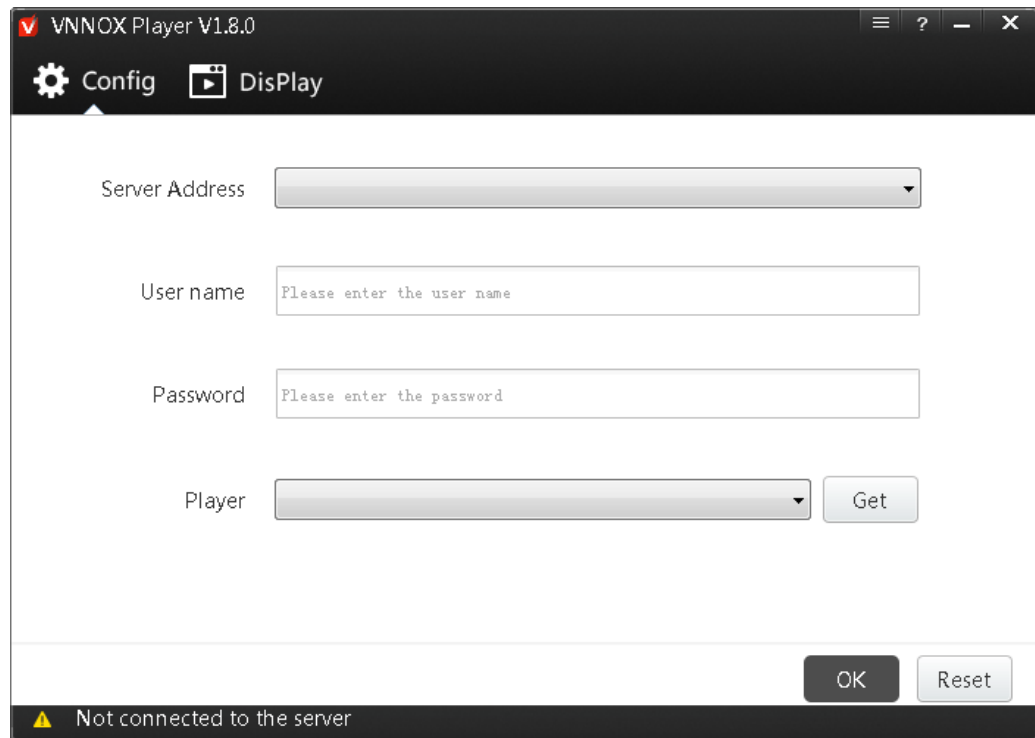 VNNOX Player V1.8.0 ?
Config DisPlay
Server Address
User name Please enter the user name
Password Please enter the password
Player Get
OK Reset
Not connected to the server